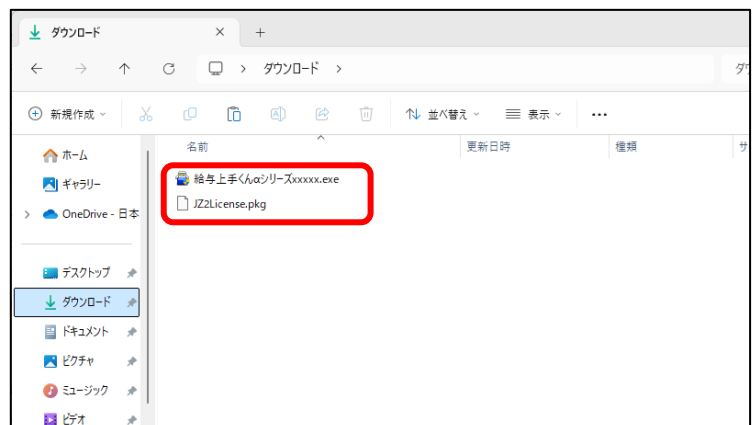 ダウンロード
ダウンロード
ダ
新規作成
並べ替え
表示
名前
更新日時
種類
サ
ホーム
ギャラリー
OneDrive - 日本
デスクトップ
ダウンロード
ドキュメント
ピクチャ
ミュージック
ビデオ
給与上手くんαシリーズxxxxx.exe
JZ2License.pkg